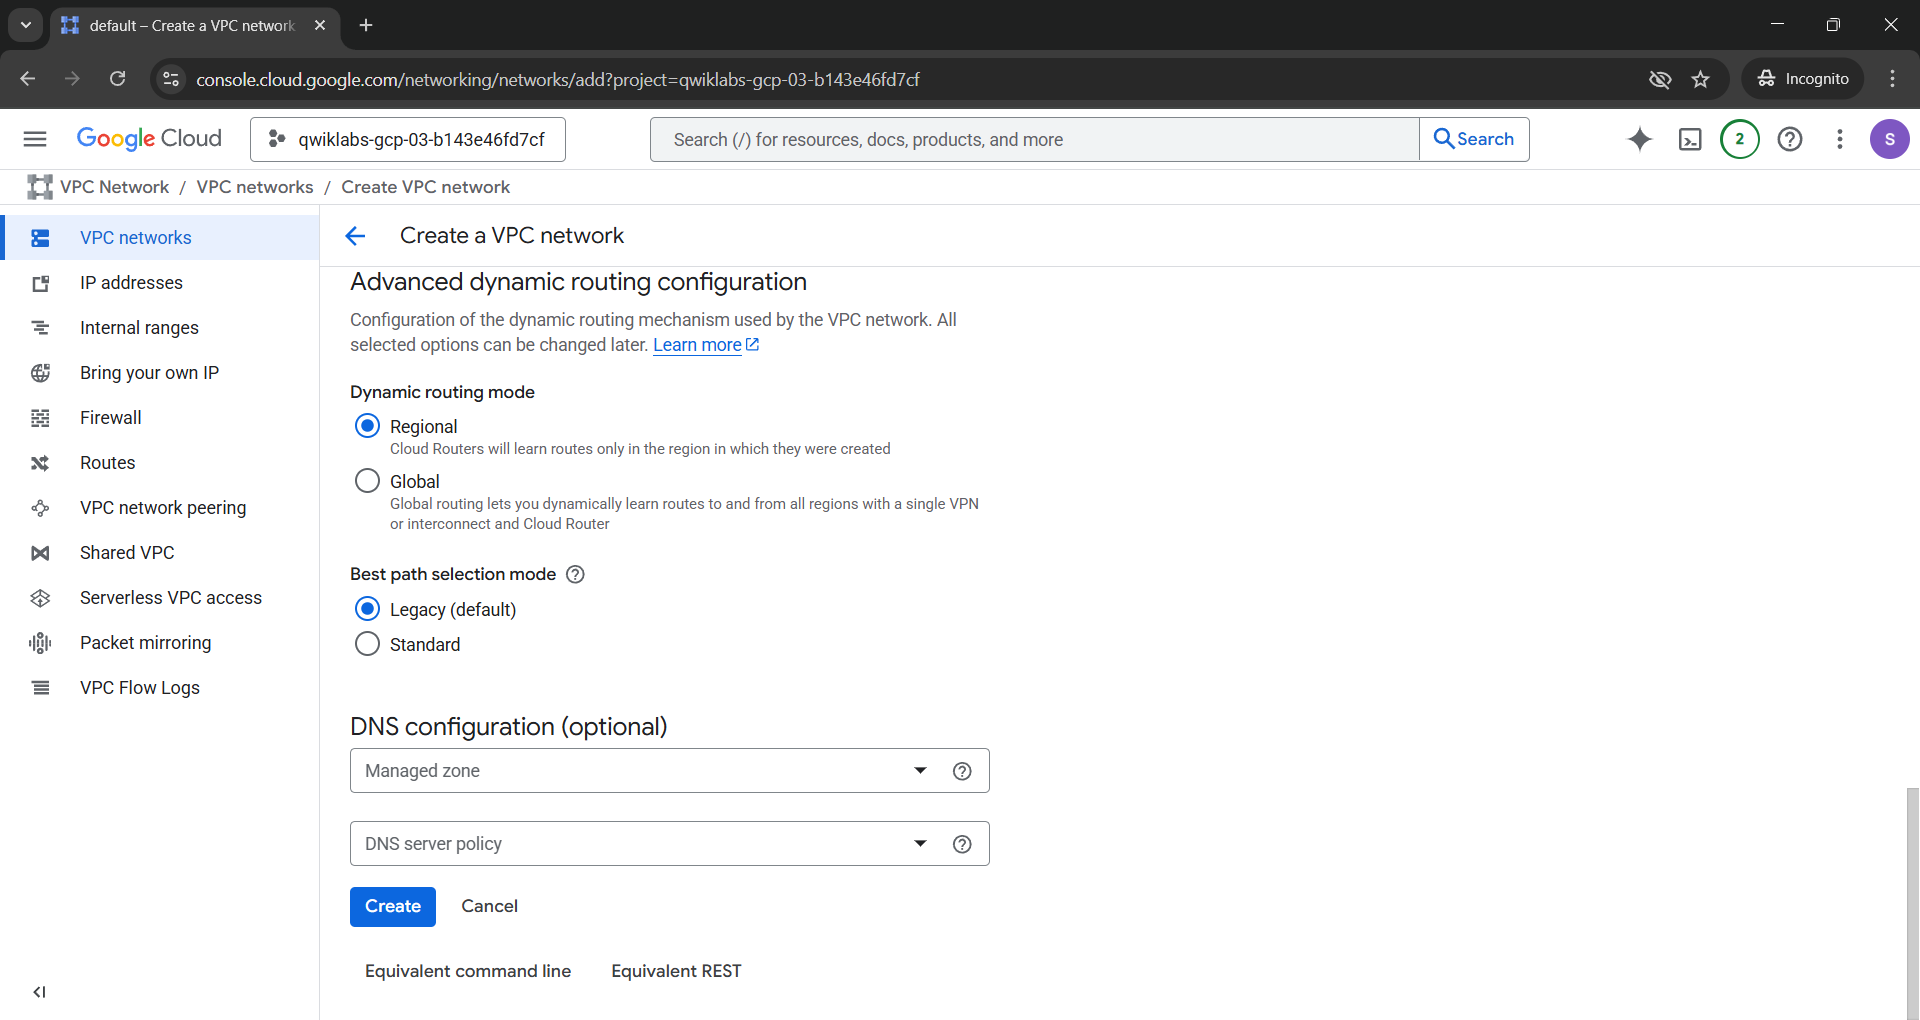 default – Create a VPC network
console.cloud.google.com/networking/networks/add?project=qwiklabs-gcp-03-b143e46fd7cf
Incognito
Google Cloud
qwiklabs-gcp-03-b143e46fd7cf
Search (/) for resources, docs, products, and more
Search
2
S
VPC Network / VPC networks / Create VPC network
VPC networks
IP addresses
Internal ranges
Bring your own IP
Firewall
Routes
VPC network peering
Shared VPC
Serverless VPC access
Packet mirroring
VPC Flow Logs
Create a VPC network
Advanced dynamic routing configuration
Configuration of the dynamic routing mechanism used by the VPC network. All
selected options can be changed later. Learn more
Dynamic routing mode
Regional
Cloud Routers will learn routes only in the region in which they were created
Global
Global routing lets you dynamically learn routes to and from all regions with a single VPN
or interconnect and Cloud Router
Best path selection mode
Legacy (default)
Standard
DNS configuration (optional)
Managed zone
DNS server policy
Create
Cancel
Equivalent command line
Equivalent REST